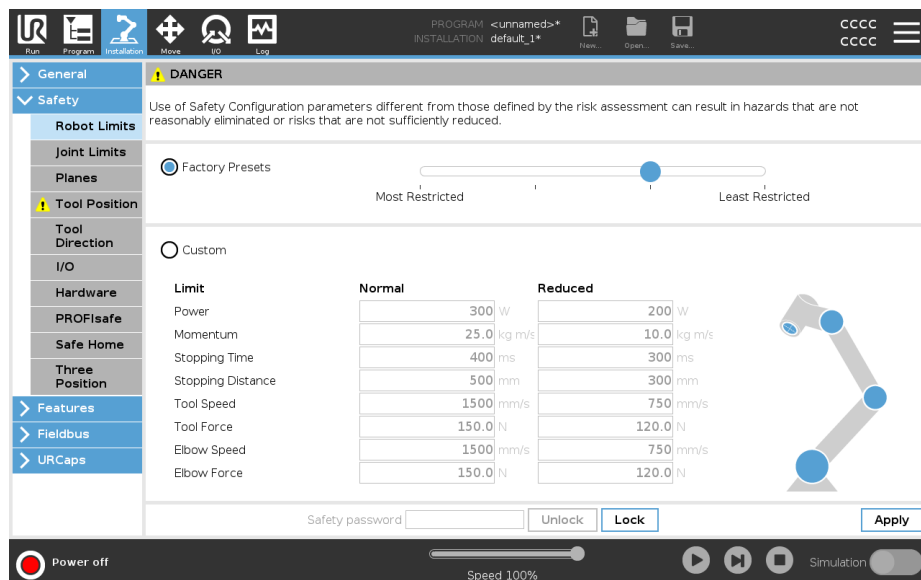 PROGRAM <unnamed>*
INSTALLATION default_1*
Run Program Installation Move I/O Log New... Open... Save...
CCCC
CCCC
General
Safety
Robot Limits
Joint Limits
Planes
Tool Position
Tool
Direction
I/O
Hardware
PROFIsafe
Safe Home
Three
Position
Features
Fieldbus
URCaps
DANGER
Use of Safety Configuration parameters different from those defined by the risk assessment can result in hazards that are not
reasonably eliminated or risks that are not sufficiently reduced.
Factory Presets
Most Restricted Least Restricted
Custom
Limit Normal Reduced
Power 300 W 200 W
Momentum 25.0 kg m/s 10.0 kg m/s
Stopping Time 400 ms 300 ms
Stopping Distance 500 mm 300 mm
Tool Speed 1500 mm/s 750 mm/s
Tool Force 150.0 N 120.0 N
Elbow Speed 1500 mm/s 750 mm/s
Elbow Force 150.0 N 120.0 N
Safety password Unlock Lock Apply
Power off
Speed 100%
Simulation